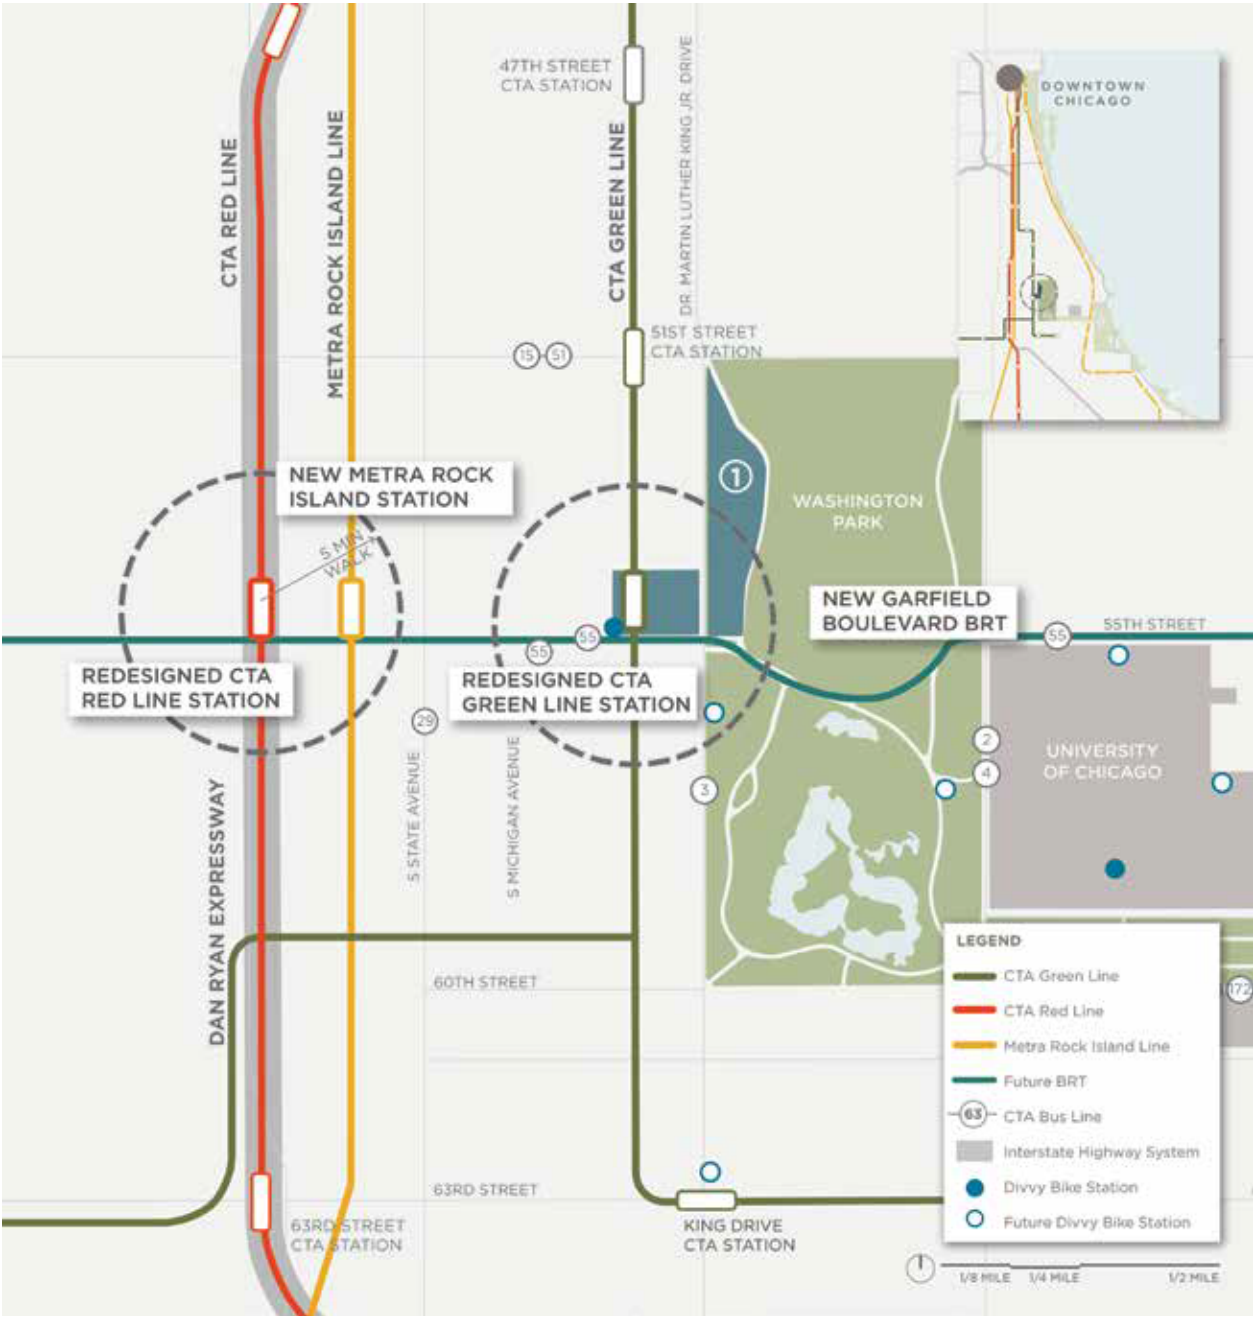 47TH STREET
CTA STATION
DR. MARTIN LUTHER KING JR. DRIVE
DOWNTOWN
CHICAGO
CTA RED LINE
METRA ROCK ISLAND LINE
CTA GREEN LINE
51ST STREET
CTA STATION
15
51
NEW METRA ROCK
ISLAND STATION
1
WASHINGTON
PARK
5 MIN
WALK
NEW GARFIELD
BOULEVARD BRT
55
55TH STREET
55
55
REDESIGNED CTA
RED LINE STATION
REDESIGNED CTA
GREEN LINE STATION
29
2
4
3
UNIVERSITY
OF CHICAGO
S STATE AVENUE
S MICHIGAN AVENUE
DAN RYAN EXPRESSWAY
60TH STREET
172
63RD STREET
63RD STREET
CTA STATION
KING DRIVE
CTA STATION
LEGEND
CTA Green Line
CTA Red Line
Metra Rock Island Line
Future BRT
63
CTA Bus Line
Interstate Highway System
Divvy Bike Station
Future Divvy Bike Station
1/8 MILE
1/4 MILE
1/2 MILE